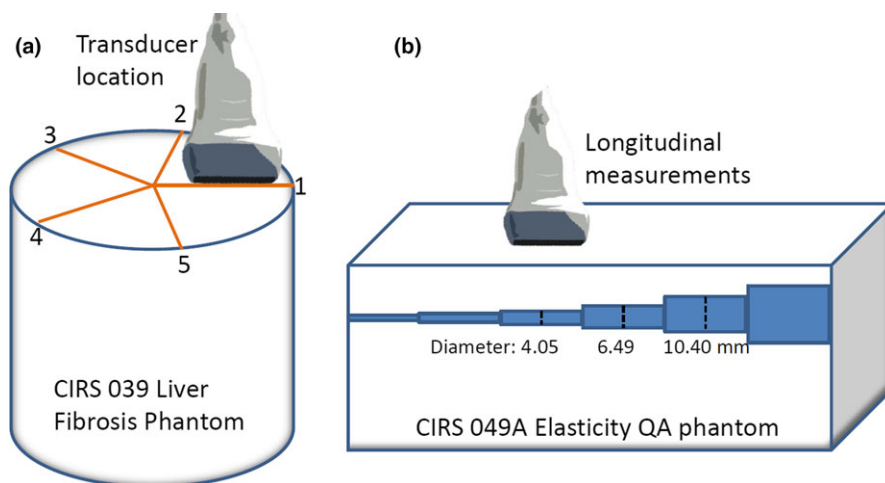 (a)
Transducer
location
2
3
1
4
5
CIRS 039 Liver
Fibrosis Phantom
(b)
Longitudinal
measurements
Diameter: 4.05 6.49 10.40 mm
CIRS 049A Elasticity QA phantom